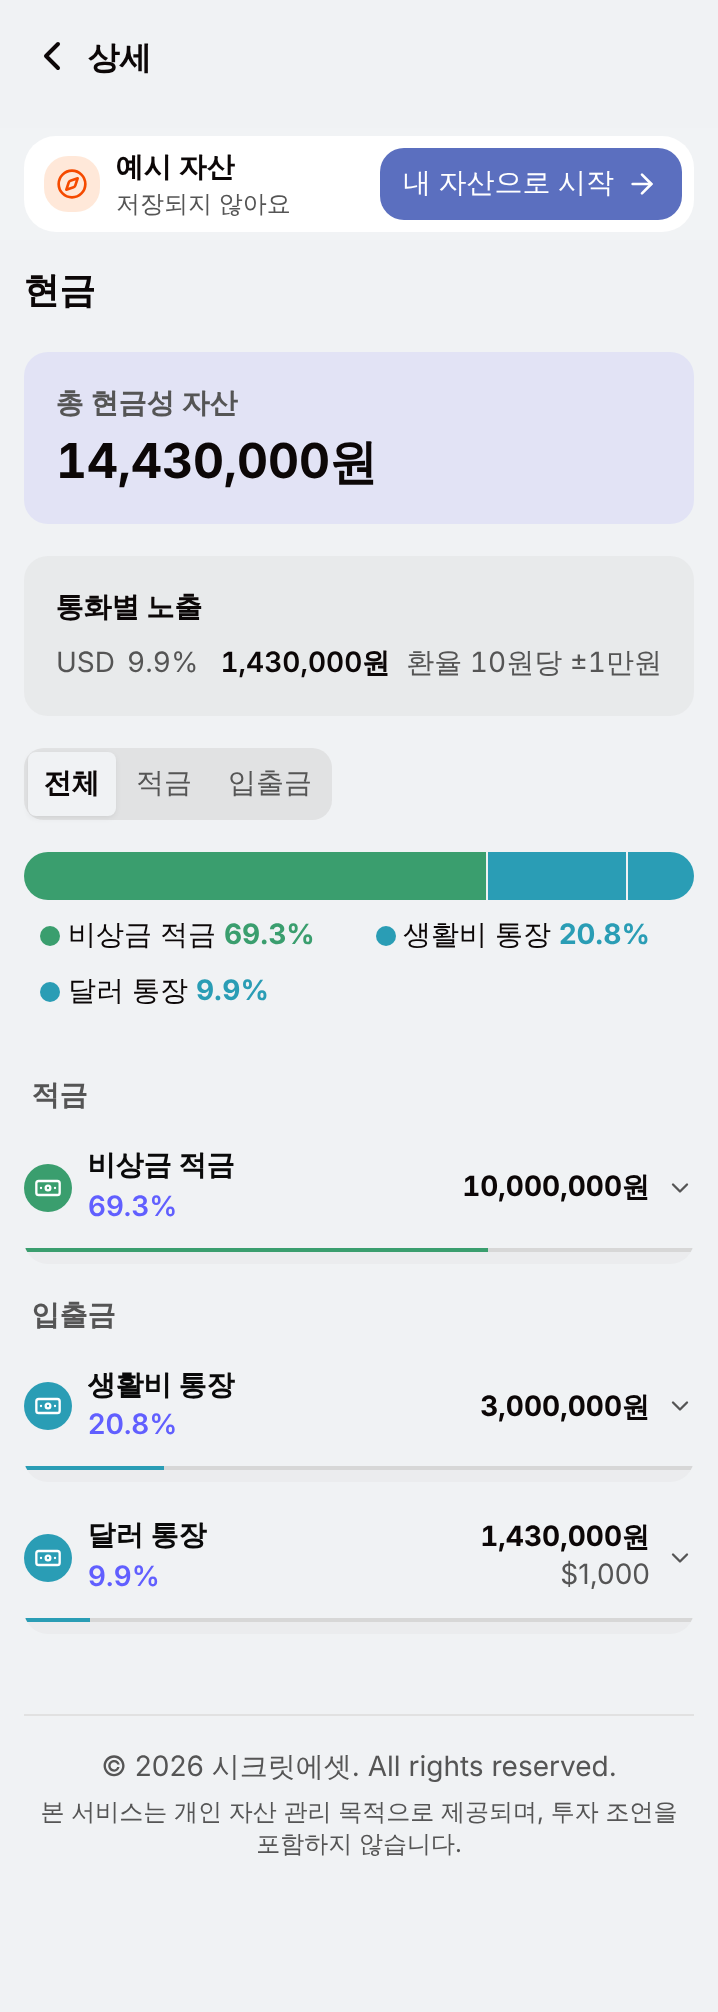 상세
예시 자산
저장되지 않아요
내 자산으로 시작
현금
총 현금성 자산
14,430,000원
통화별 노출
USD 9.9% 1,430,000원 환율 10원당 ±1만원
전체 적금 입출금
비상금 적금 69.3% 생활비 통장 20.8%
달러 통장 9.9%
적금
비상금 적금
69.3%
10,000,000원
입출금
생활비 통장
20.8%
3,000,000원
달러 통장
9.9%
1,430,000원
$1,000
© 2026 시크릿에셋. All rights reserved.
본 서비스는 개인 자산 관리 목적으로 제공되며, 투자 조언을
포함하지 않습니다.